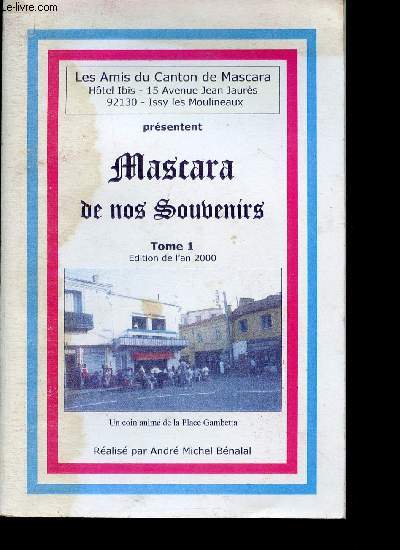 le-livre.com
Les Amis du Canton de Mascara
Hôtel Ibis - 15 Avenue Jean Jaurès
92130 - Issy les Moulineaux
présentent
Mascara
de nos Souvenirs
Tome 1
Edition de l'an 2000
Un coin animé de la Place Gambetta
Réalisé par André Michel Bénalal